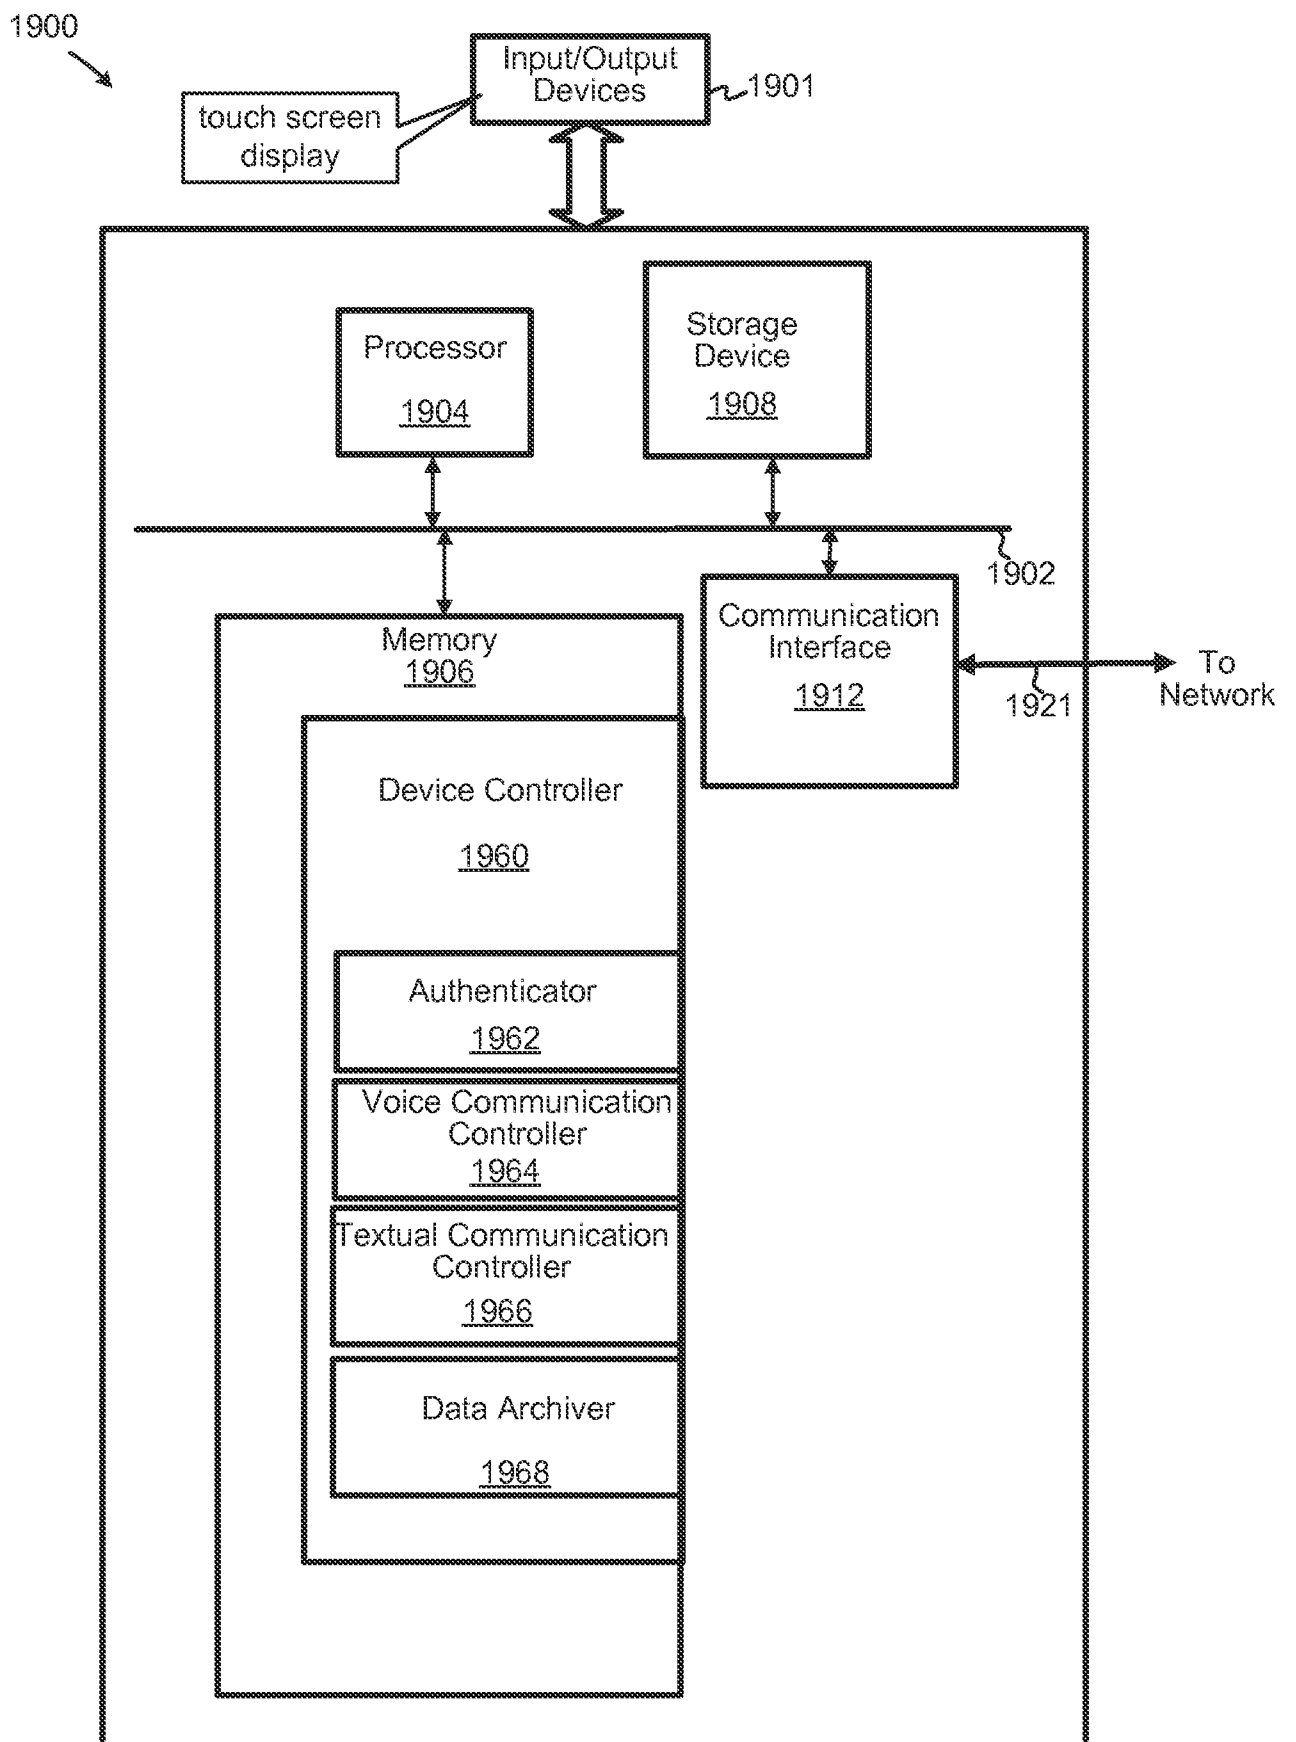 1900
Input/Output
Devices
1901
touch screen
display
Processor
1904
Storage
Device
1908
1902
Communication
Interface
1912
1921
To
Network
Memory
1906
Device Controller
1960
Authenticator
1962
Voice Communication
Controller
1964
Textual Communication
Controller
1966
Data Archiver
1968